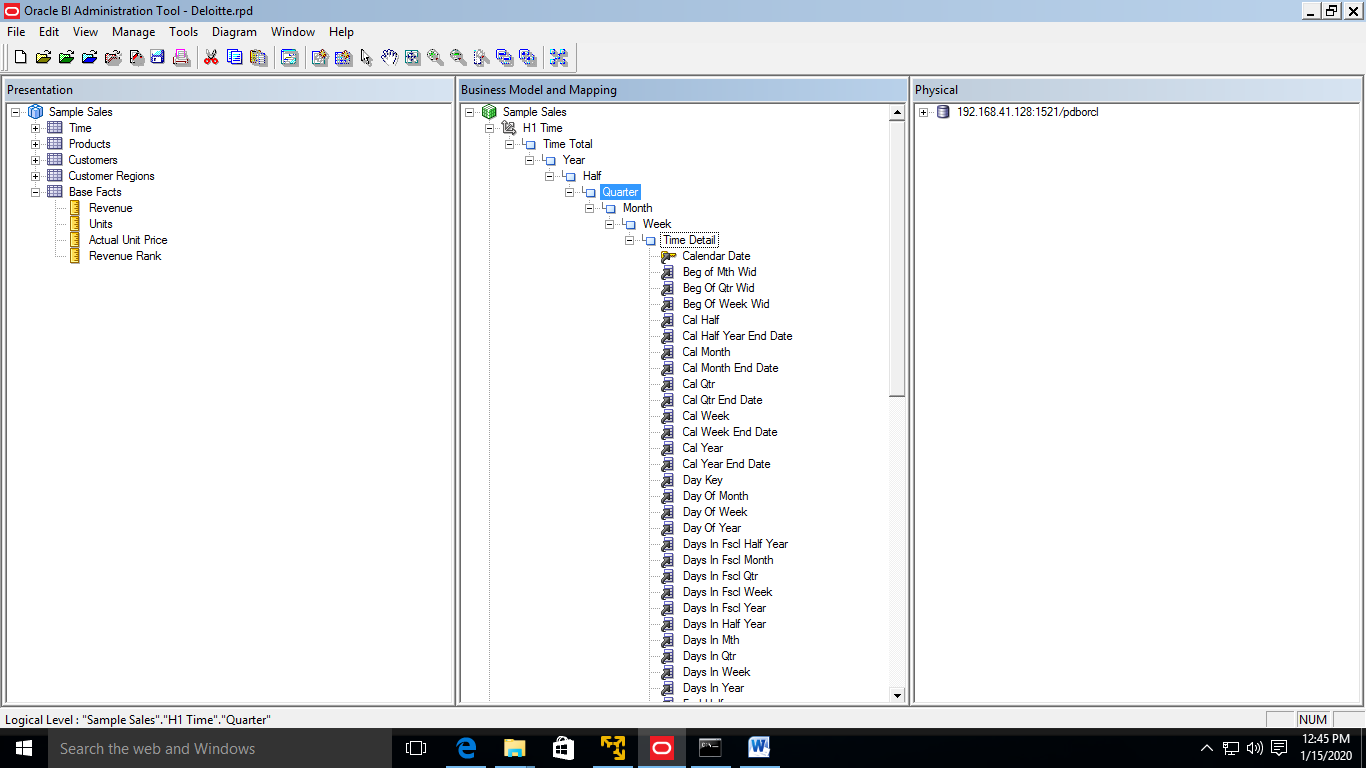 Oracle BI Administration Tool - Deloitte.rpd
File Edit View Manage Tools Diagram Window Help
Presentation
Sample Sales
Time
Products
Customers
Customer Regions
Base Facts
Revenue
Units
Actual Unit Price
Revenue Rank
Business Model and Mapping
Sample Sales
H1 Time
Time Total
Year
Half
Quarter
Month
Week
Time Detail
Calendar Date
Beg of Mth Wid
Beg Of Qtr Wid
Beg Of Week Wid
Cal Half
Cal Half Year End Date
Cal Month
Cal Month End Date
Cal Qtr
Cal Qtr End Date
Cal Week
Cal Week End Date
Cal Year
Cal Year End Date
Day Key
Day Of Month
Day Of Week
Day Of Year
Days In Fscl Half Year
Days In Fscl Month
Days In Fscl Qtr
Days In Fscl Week
Days In Fscl Year
Days In Half Year
Days In Mth
Days In Qtr
Days In Week
Days In Year
Physical
192.168.41.128:1521/pdborcl
Logical Level : "Sample Sales"."H1 Time"."Quarter"
NUM
Search the web and Windows
12:45 PM
1/15/2020